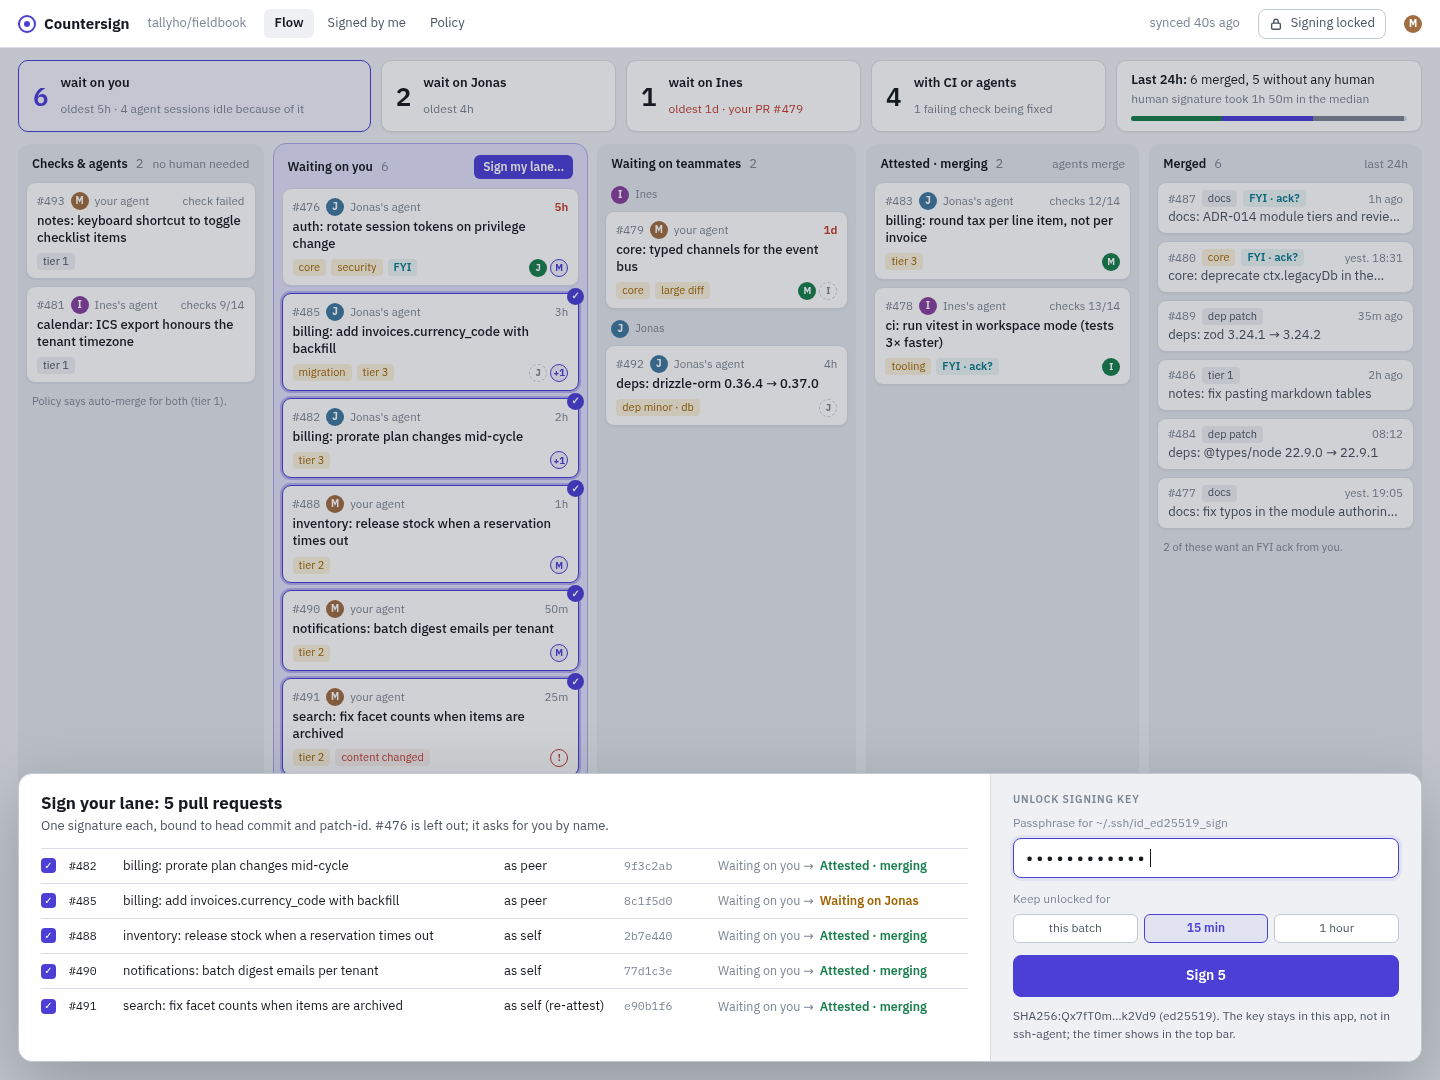 Countersign
tallyho/fieldbook
Flow
Signed by me
Policy
synced 40s ago
Signing locked
M
6
wait on you
oldest 5h · 4 agent sessions idle because of it
2
wait on Jonas
oldest 4h
1
wait on Ines
oldest 1d · your PR #479
4
with CI or agents
1 failing check being fixed
Last 24h: 6 merged, 5 without any human
human signature took 1h 50m in the median
Checks & agents 2 no human needed
#493 M your agent check failed
notes: keyboard shortcut to toggle
checklist items
tier 1
#481 I Ines's agent checks 9/14
calendar: ICS export honours the
tenant timezone
tier 1
Policy says auto-merge for both (tier 1).
Waiting on you 6 Sign my lane…
#476 J Jonas's agent 5h
auth: rotate session tokens on privilege
change
core security FYI J M
✓
#485 J Jonas's agent 3h
billing: add invoices.currency_code with
backfill
migration tier 3 J +1
✓
#482 J Jonas's agent 2h
billing: prorate plan changes mid-cycle
tier 3 +1
✓
#488 M your agent 1h
inventory: release stock when a reservation
times out
tier 2 M
✓
#490 M your agent 50m
notifications: batch digest emails per tenant
tier 2 M
✓
#491 M your agent 25m
search: fix facet counts when items are
archived
tier 2 content changed !
Waiting on teammates 2
I Ines
#479 M your agent 1d
core: typed channels for the event
bus
core large diff M I
J Jonas
#492 J Jonas's agent 4h
deps: drizzle-orm 0.36.4 → 0.37.0
dep minor · db J
Attested · merging 2 agents merge
#483 J Jonas's agent checks 12/14
billing: round tax per line item, not per
invoice
tier 3 M
#478 I Ines's agent checks 13/14
ci: run vitest in workspace mode (tests
3× faster)
tooling FYI · ack? I
Merged 6 last 24h
#487 docs FYI · ack? 1h ago
docs: ADR-014 module tiers and revie…
#480 core FYI · ack? yest. 18:31
core: deprecate ctx.legacyDb in the…
#489 dep patch 35m ago
deps: zod 3.24.1 → 3.24.2
#486 tier 1 2h ago
notes: fix pasting markdown tables
#484 dep patch 08:12
deps: @types/node 22.9.0 → 22.9.1
#477 docs yest. 19:05
docs: fix typos in the module authorin…
2 of these want an FYI ack from you.
Sign your lane: 5 pull requests
One signature each, bound to head commit and patch-id. #476 is left out; it asks for you by name.
✓ #482 billing: prorate plan changes mid-cycle as peer 9f3c2ab Waiting on you → Attested · merging
✓ #485 billing: add invoices.currency_code with backfill as peer 8c1f5d0 Waiting on you → Waiting on Jonas
✓ #488 inventory: release stock when a reservation times out as self 2b7e440 Waiting on you → Attested · merging
✓ #490 notifications: batch digest emails per tenant as self 77d1c3e Waiting on you → Attested · merging
✓ #491 search: fix facet counts when items are archived as self (re-attest) e90b1f6 Waiting on you → Attested · merging
UNLOCK SIGNING KEY
Passphrase for ~/.ssh/id_ed25519_sign
••••••••••••
Keep unlocked for
this batch
15 min
1 hour
Sign 5
SHA256:Qx7fT0m…k2Vd9 (ed25519). The key stays in this app, not in
ssh-agent; the timer shows in the top bar.